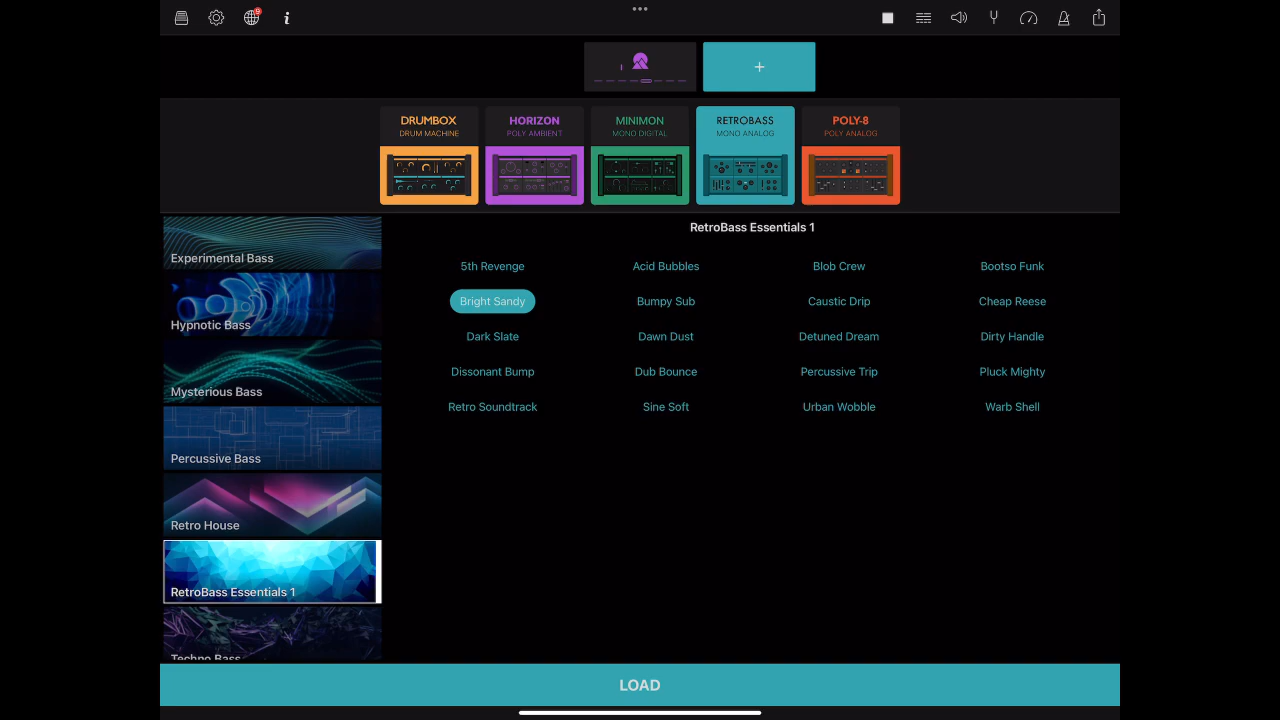 9
+
DRUMBOX
DRUM MACHINE
HORIZON
POLY AMBIENT
MINIMON
MONO DIGITAL
RETROBASS
MONO ANALOG
POLY-8
POLY ANALOG
Experimental Bass
Hypnotic Bass
Mysterious Bass
Percussive Bass
Retro House
RetroBass Essentials 1
Techno Bass
RetroBass Essentials 1
5th Revenge
Acid Bubbles
Blob Crew
Bootso Funk
Bright Sandy
Bumpy Sub
Caustic Drip
Cheap Reese
Dark Slate
Dawn Dust
Detuned Dream
Dirty Handle
Dissonant Bump
Dub Bounce
Percussive Trip
Pluck Mighty
Retro Soundtrack
Sine Soft
Urban Wobble
Warb Shell
LOAD